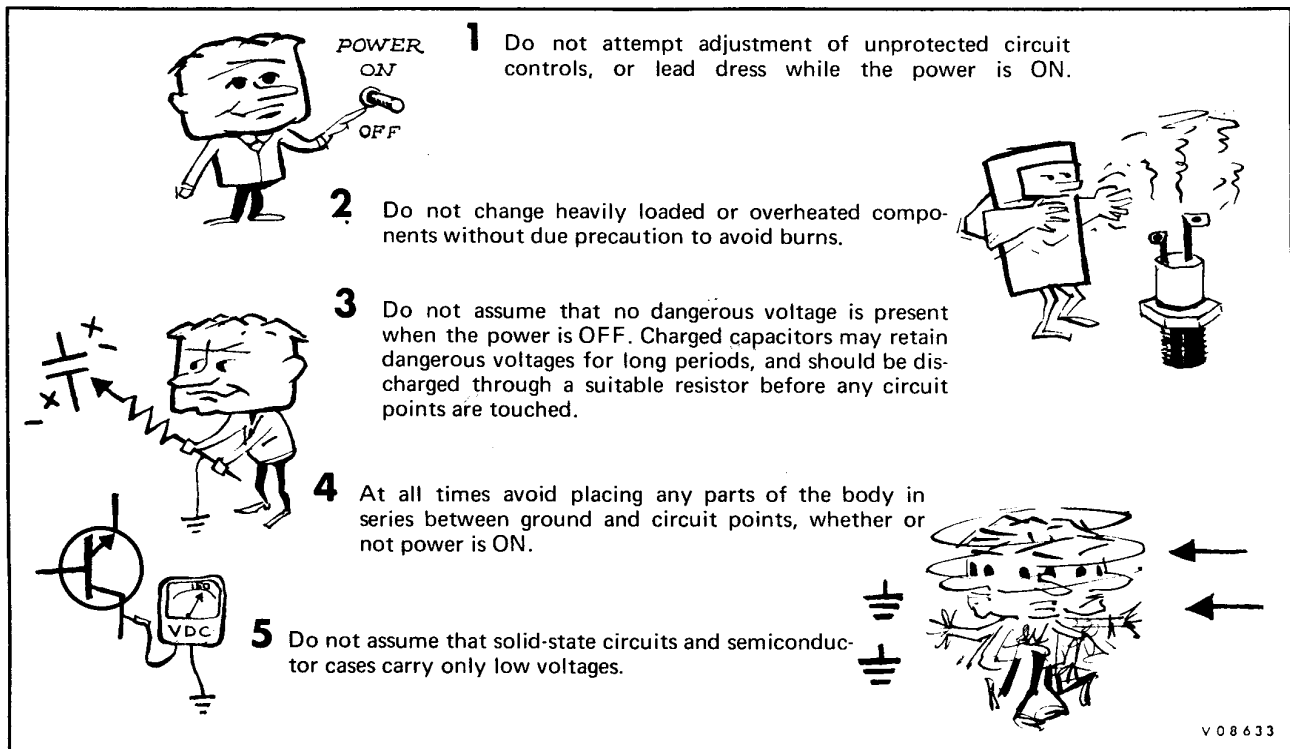 POWER
ON
OFF
1 Do not attempt adjustment of unprotected circuit
controls, or lead dress while the power is ON.
2 Do not change heavily loaded or overheated compo-
nents without due precaution to avoid burns.
3 Do not assume that no dangerous voltage is present
when the power is OFF. Charged capacitors may retain
dangerous voltages for long periods, and should be dis-
charged through a suitable resistor before any circuit
points are touched.
4 At all times avoid placing any parts of the body in
series between ground and circuit points, whether or
not power is ON.
150
VDC
5 Do not assume that solid-state circuits and semiconduc-
tor cases carry only low voltages.
V08633